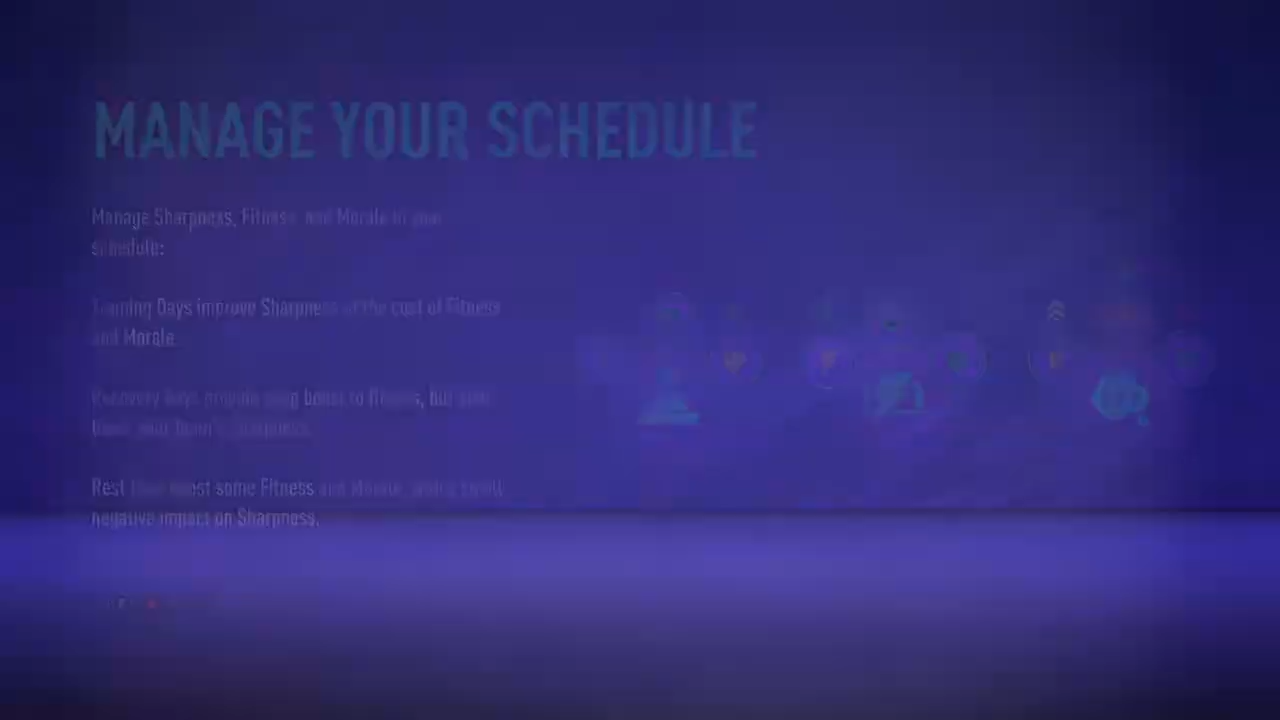 MANAGE YOUR SCHEDULE
Manage Sharpness, Fitness, and Morale in your
schedule:
Training Days improve Sharpness at the cost of Fitness
and Morale.
Recovery Days provide a big boost to fitness, but
your team's Sharpness.
Rest Days boost some Fitness and Morale, with a small
negative impact on Sharpness.